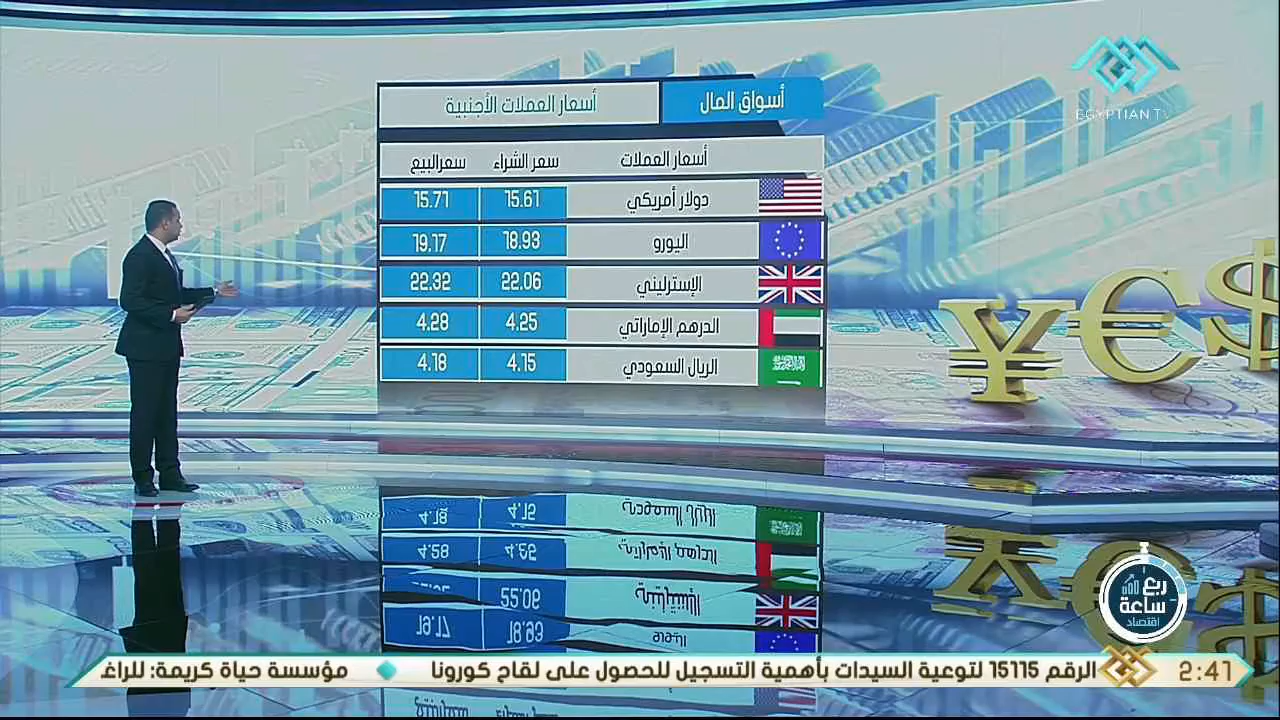 EGYPTIAN TV
أسواق المال
أسعار العملات الأجنبية
أسعار العملات سعر الشراء سعر البيع
دولار أمريكي 15.61 15.71
اليورو 18.93 19.17
الإسترليني 22.06 22.32
الدرهم الإماراتي 4.25 4.28
الريال السعودي 4.15 4.18
ربع
ساعة
اقتصاد
2:41
الرقم 15115 لتوعية السيدات بأهمية التسجيل للحصول على لقاح كورونا
مؤسسة حياة كريمة: للراغ